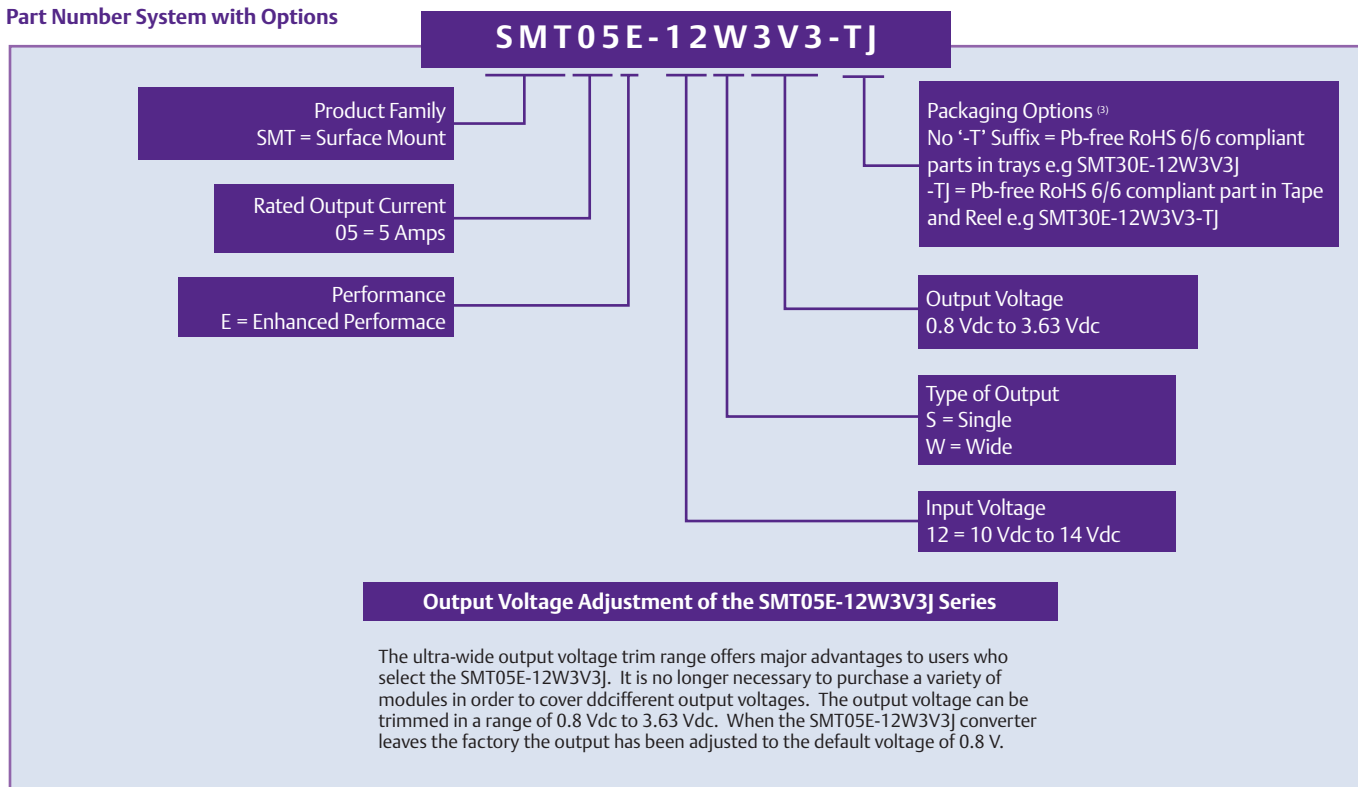 Part Number System with Options
SMT05E-12W3V3-TJ
Product Family
SMT = Surface Mount
Rated Output Current
05 = 5 Amps
Performance
E = Enhanced Performace
Packaging Options (3)
No ‘-T’ Suffix = Pb-free RoHS 6/6 compliant
parts in trays e.g SMT30E-12W3V3J
-TJ = Pb-free RoHS 6/6 compliant part in Tape
and Reel e.g SMT30E-12W3V3-TJ
Output Voltage
0.8 Vdc to 3.63 Vdc
Type of Output
S = Single
W = Wide
Input Voltage
12 = 10 Vdc to 14 Vdc
Output Voltage Adjustment of the SMT05E-12W3V3J Series
The ultra-wide output voltage trim range offers major advantages to users who
select the SMT05E-12W3V3J. It is no longer necessary to purchase a variety of
modules in order to cover ddcifferent output voltages. The output voltage can be
trimmed in a range of 0.8 Vdc to 3.63 Vdc. When the SMT05E-12W3V3J converter
leaves the factory the output has been adjusted to the default voltage of 0.8 V.